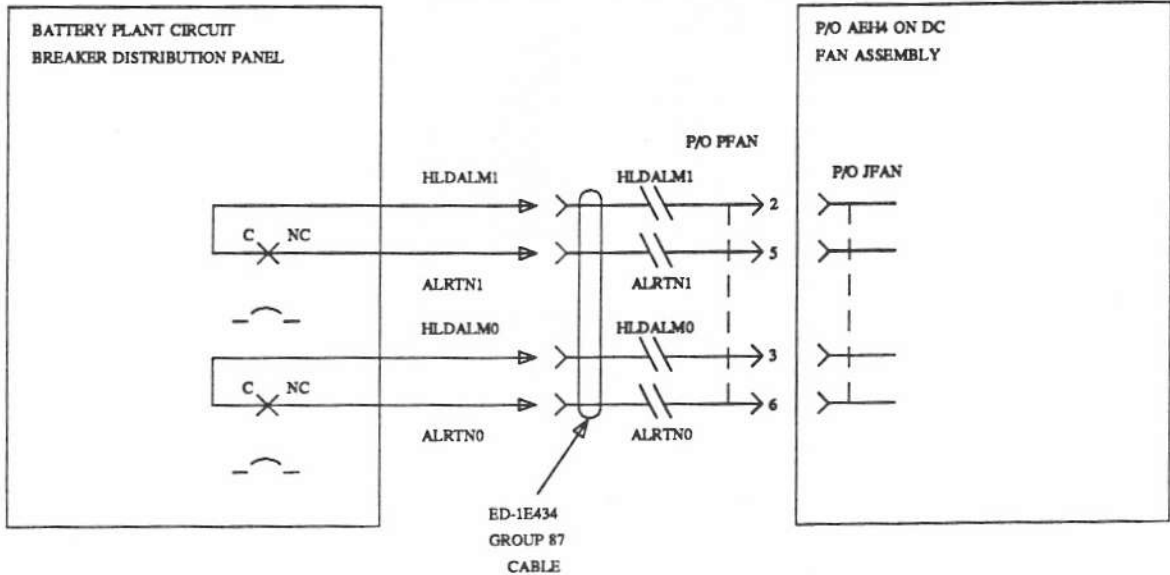 BATTERY PLANT CIRCUIT
BREAKER DISTRIBUTION PANEL
P/O AEH4 ON DC
FAN ASSEMBLY
P/O PFAN
P/O JFAN
HLDALM1
HLDALM1
2
C NC
5
ALRTN1
ALRTN1
HLDALM0
HLDALM0
3
C NC
6
ALRTN0
ALRTN0
ED-1E434
GROUP 87
CABLE